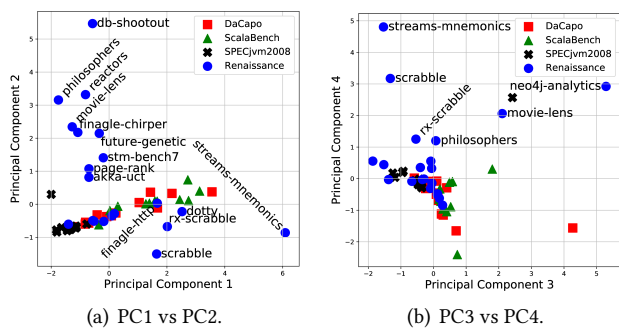 6
5
4
3
2
1
0
−1
−2
0
2
4
6
Principal Component 2
Principal Component 1
DaCapo
ScalaBench
SPECjvm2008
Renaissance
db-shootout
philosophers
reactors
movie-lens
finagle-chirper
future-genetic
stm-bench7
page-rank
akka-uct
streams-mnemonics
finagle-http
dotty
rx-scrabble
scrabble
(a) PC1 vs PC2.
5
4
3
2
1
0
−1
−2
−2
−1
0
1
2
3
4
5
Principal Component 4
Principal Component 3
DaCapo
ScalaBench
SPECjvm2008
Renaissance
streams-mnemonics
scrabble
neo4j-analytics
rx-scrabble
movie-lens
philosophers
(b) PC3 vs PC4.